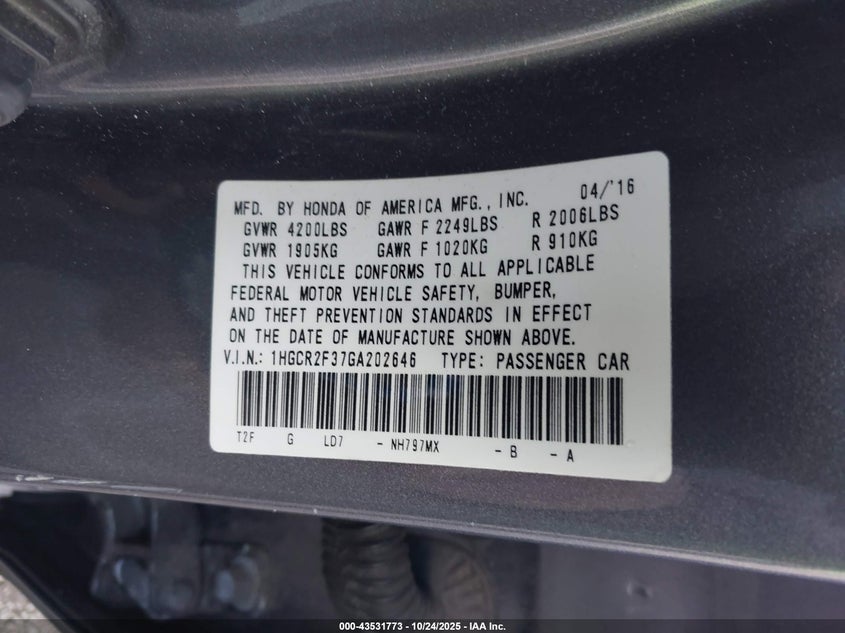 MFD. BY HONDA OF AMERICA MFG., INC. 04/'16
GVWR 4200LBS GAWR F 2249LBS R 2006LBS
GVWR 1905KG GAWR F 1020KG R 910KG
THIS VEHICLE CONFORMS TO ALL APPLICABLE
FEDERAL MOTOR VEHICLE SAFETY, BUMPER,
AND THEFT PREVENTION STANDARDS IN EFFECT
ON THE DATE OF MANUFACTURE SHOWN ABOVE.
V.I.N.: 1HGCR2F37GA202646 TYPE: PASSENGER CAR
T2F G LD7 - NH797MX - B - A
000-43531773 - 10/24/2025 - IAA Inc.